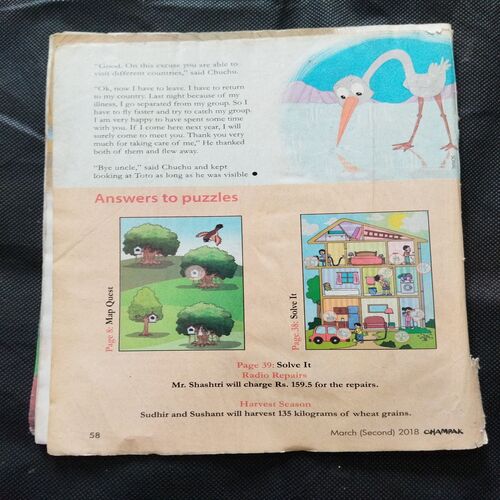 "Good. On this excuse you are able to
visit different countries," said Chuchu.
"Ok, now I have to leave. I have to return
to my country. Last night because of my
illness, I go separated from my group. So I
have to fly faster and try to catch my group.
I am very happy to have spent some time
with you. If I come here next year, I will
surely come to meet you. Thank you very
much for taking care of me," He thanked
both of them and flew away.
"Bye uncle," said Chuchu and kept
looking at Toto as long as he was visible ●
Answers to puzzles
Page 8: Map Quest
Page 38: Solve It
Page 39: Solve It
Radio Repairs
Mr. Shashtri will charge Rs. 159.5 for the repairs.
Harvest Season
Sudhir and Sushant will harvest 135 kilograms of wheat grains.
58
March (Second) 2018 CHAMPAK